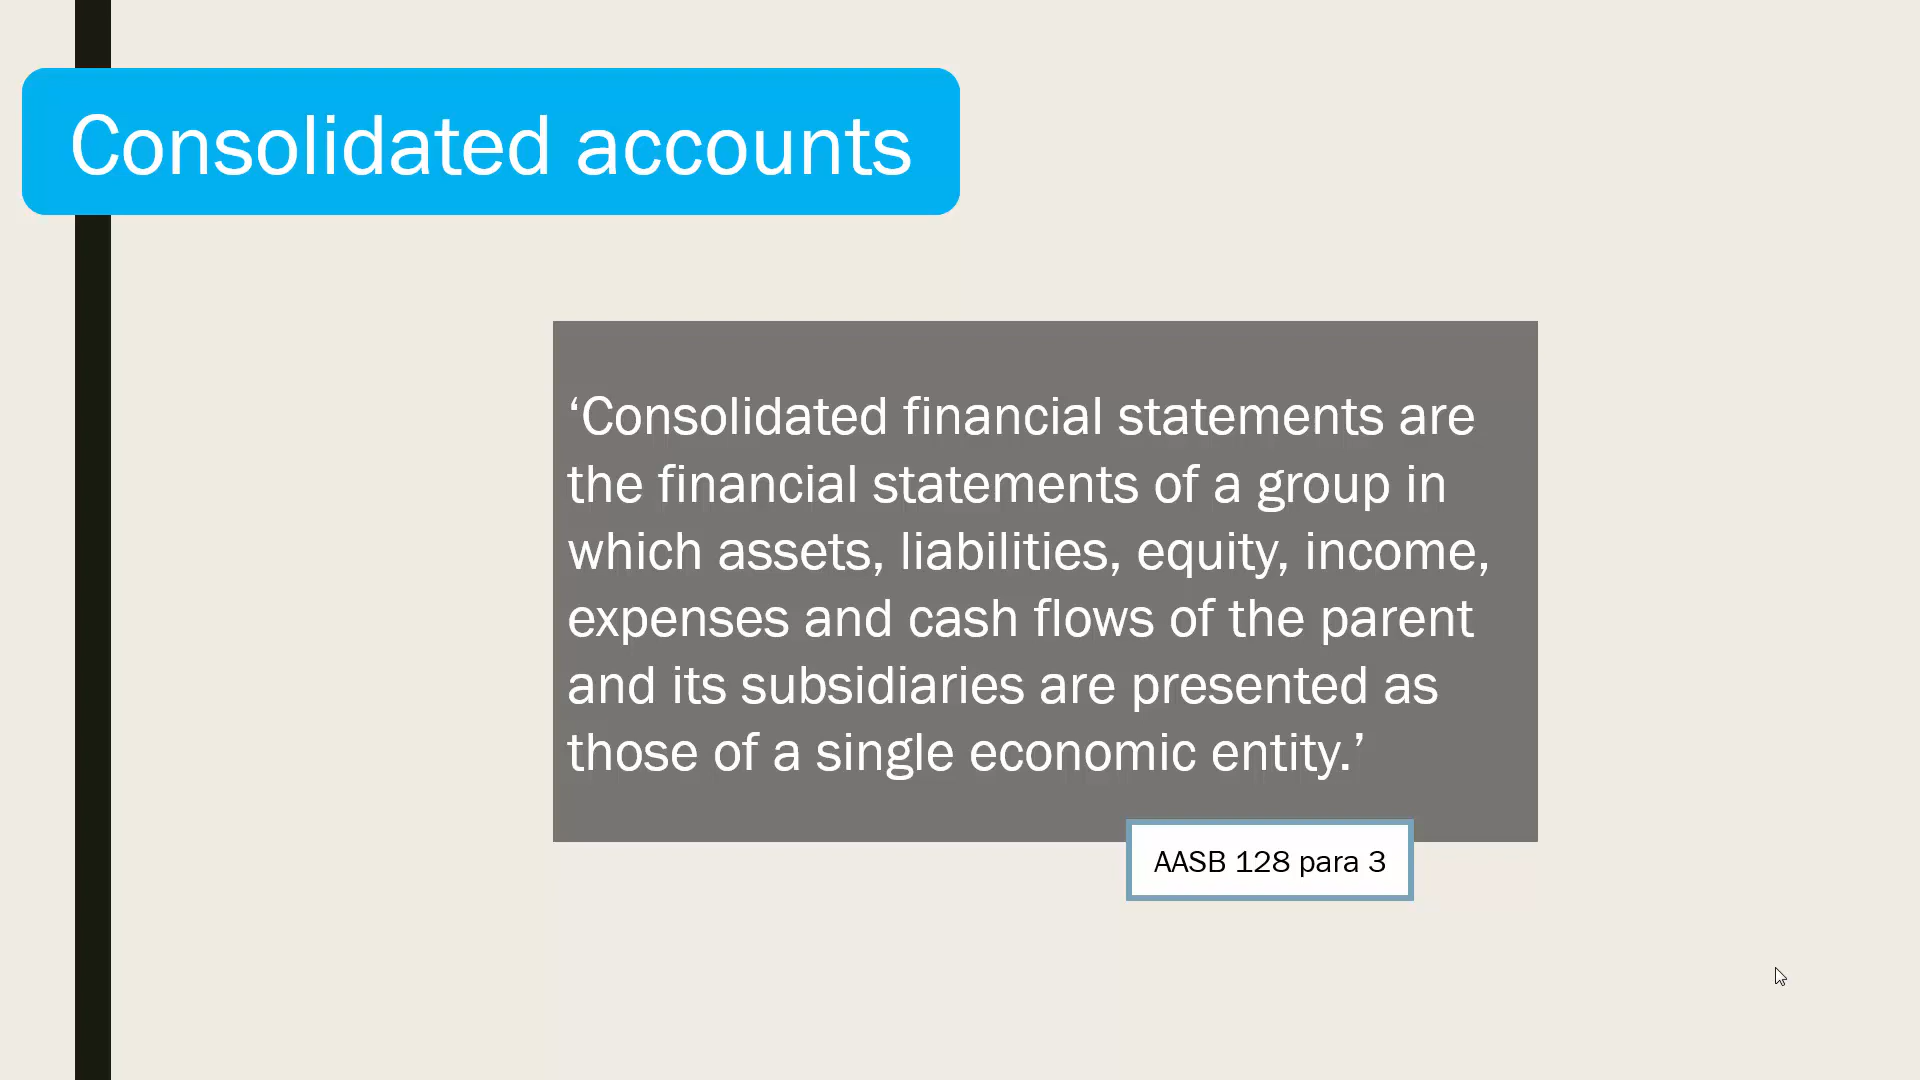 Consolidated accounts
‘Consolidated financial statements are
the financial statements of a group in
which assets, liabilities, equity, income,
expenses and cash flows of the parent
and its subsidiaries are presented as
those of a single economic entity.’
AASB 128 para 3